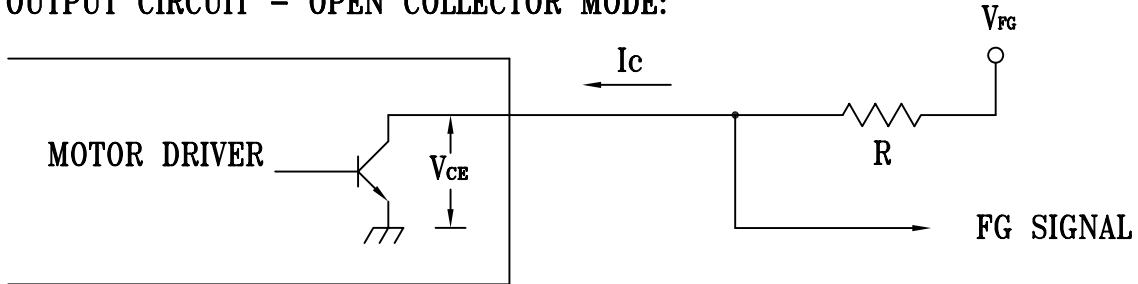 OUTPUT CIRCUIT - OPEN COLLECTOR MODE:
VFG
Ic
MOTOR DRIVER
VCE
R
FG SIGNAL